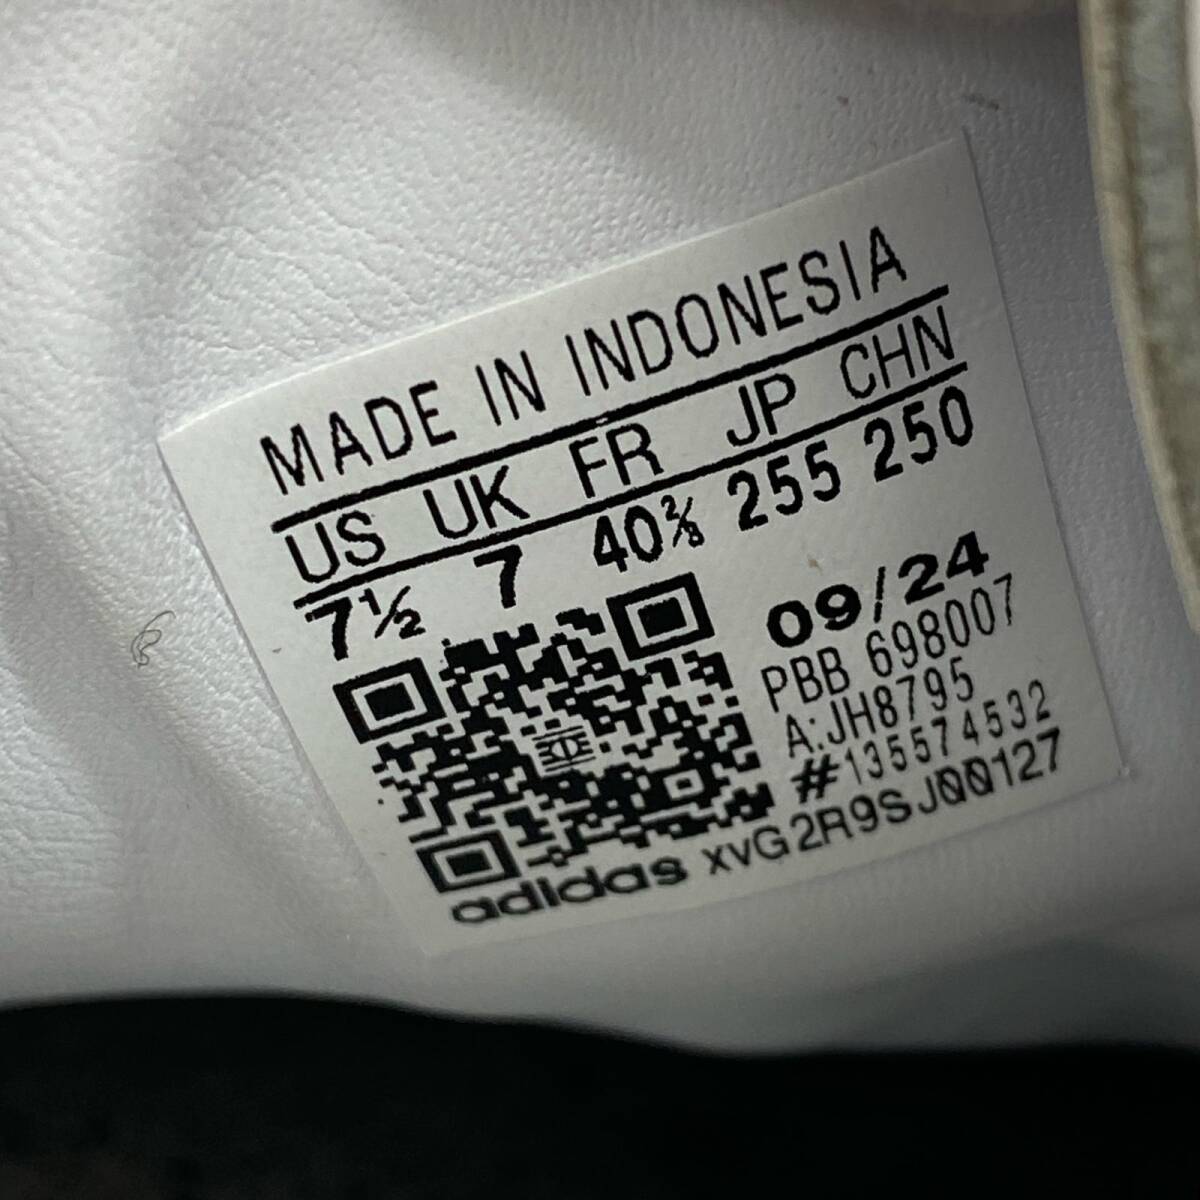 MADE IN INDONESIA
US UK FR JP CHN
7½ 7 40⅔ 255 250
09/24
PBB 698007
A:JH8795
#135574532
adidas XVG2R9SJ00127